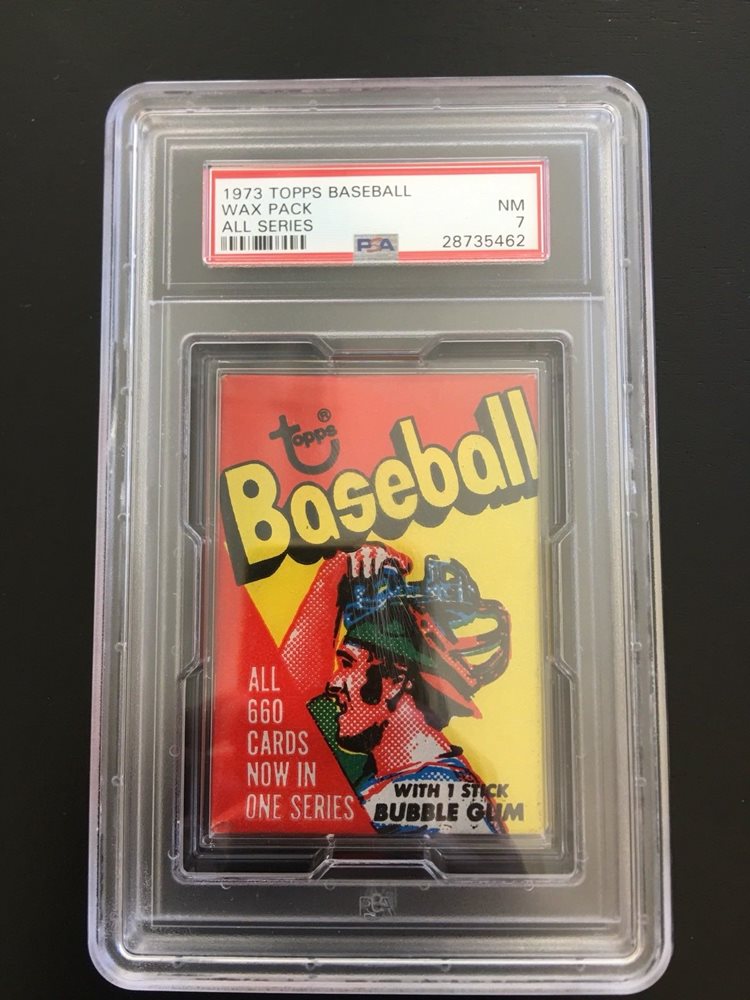 1973 TOPPS BASEBALL
WAX PACK NM
ALL SERIES 7
PSA 28735462
topps®
Baseball
ALL
660
CARDS
NOW IN
ONE SERIES
WITH 1 STICK
BUBBLE GUM
PSA